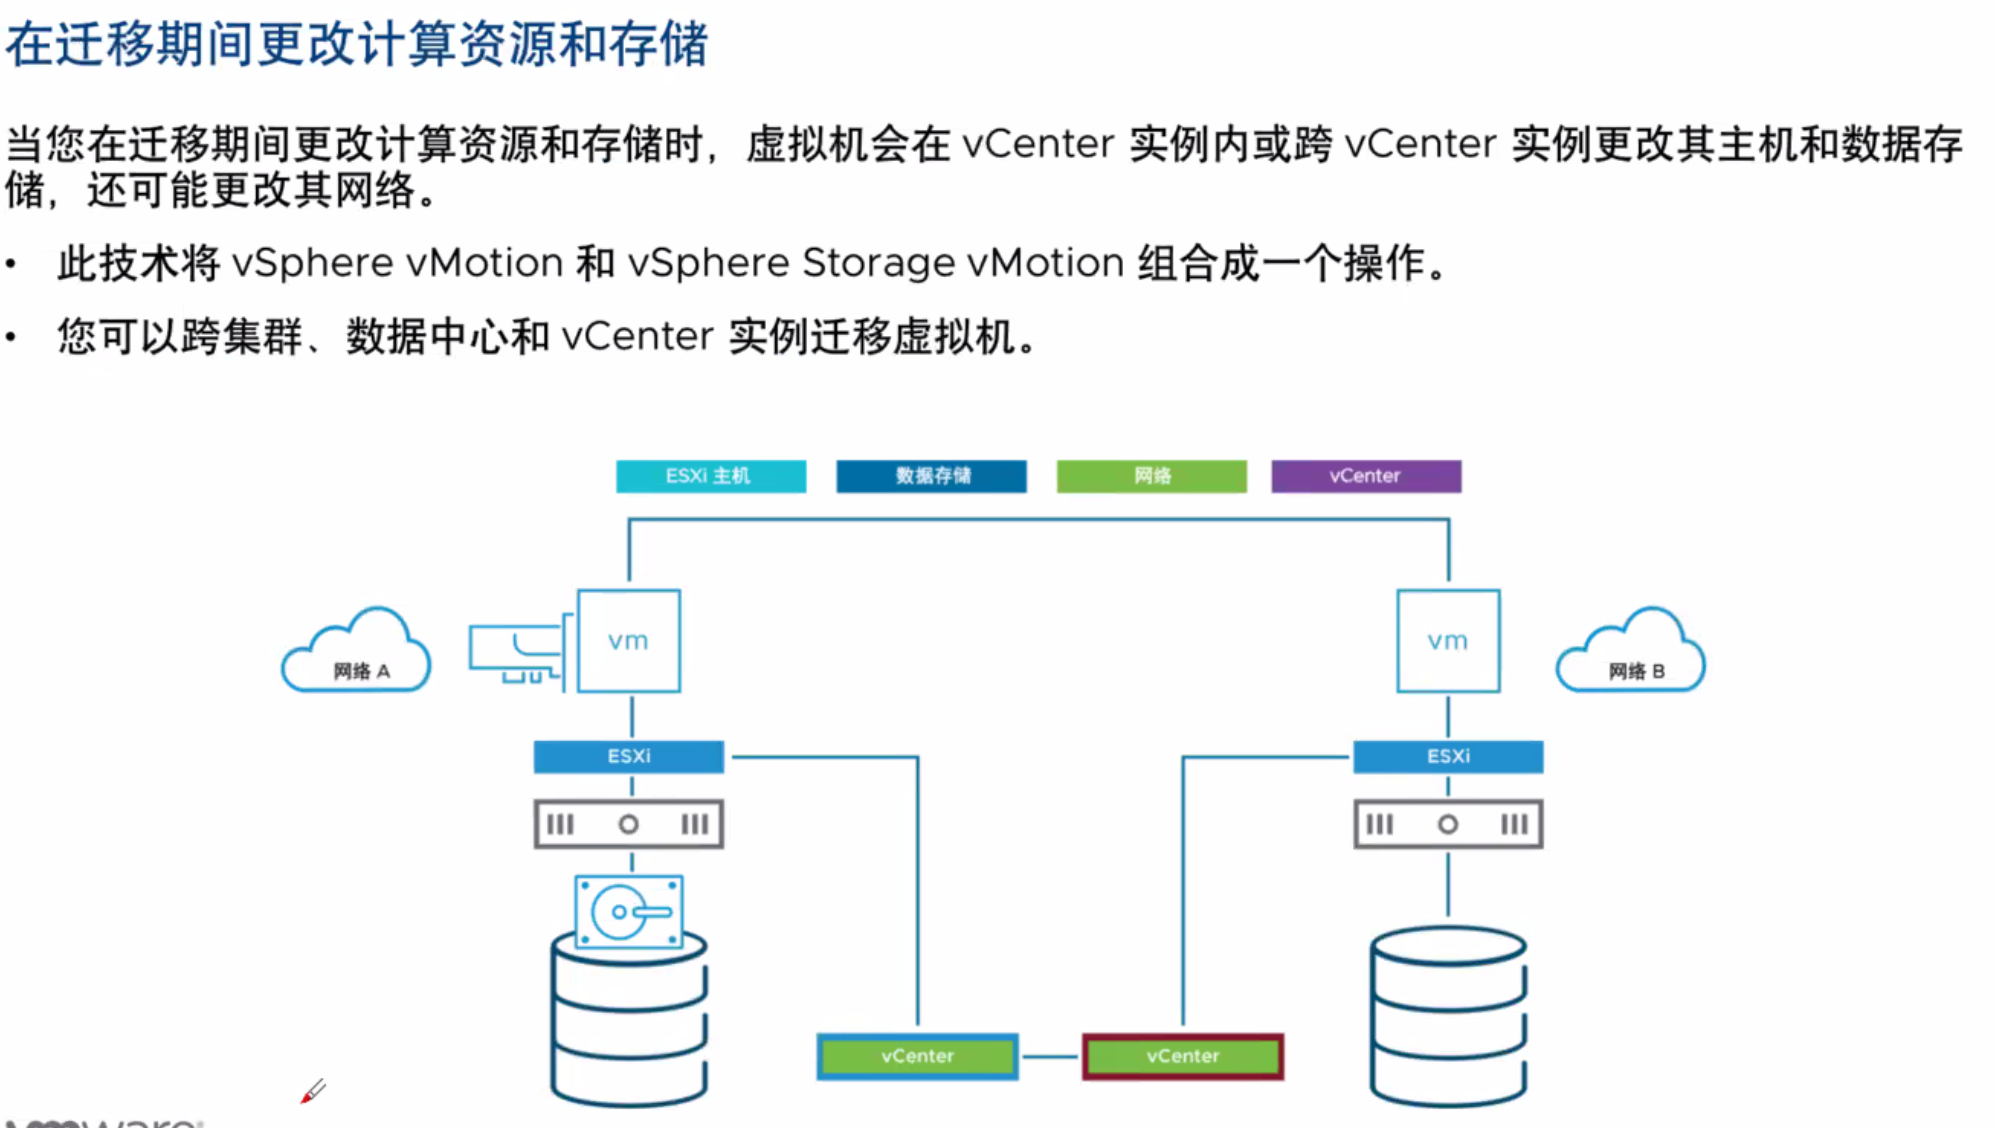 在迁移期间更改计算资源和存储
当您在迁移期间更改计算资源和存储时，虚拟机会在 vCenter 实例内或跨 vCenter 实例更改其主机和数据存
储，还可能更改其网络。
• 此技术将 vSphere vMotion 和 vSphere Storage vMotion 组合成一个操作。
• 您可以跨集群、数据中心和 vCenter 实例迁移虚拟机。
ESXi 主机
数据存储
网络
vCenter
网络 A
vm
vm
网络 B
ESXi
ESXi
vCenter
vCenter
vmware®